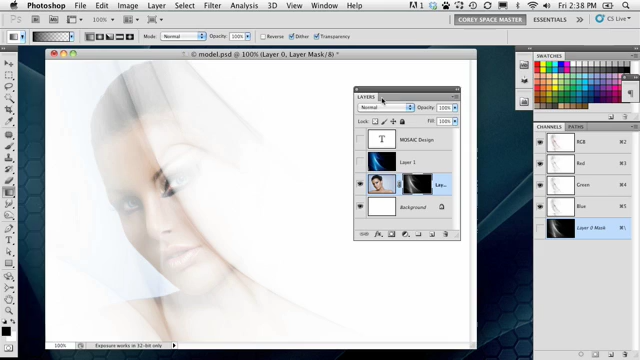 Photoshop File Edit Image Layer Select Filter Analysis 3D View Window Help
1
Fri 2:38 PM
Ps
100%
COREY SPACE MASTER
ESSENTIALS
CS Live
Mode: Normal
Opacity: 100%
Reverse
Dither
Transparency
model.psd @ 100% (Layer 0, Layer Mask/8) *
LAYERS
Normal
Opacity: 100%
Lock:
Fill: 100%
T
MOSAIC Design
Layer 1
Lay...
Background
SWATCHES
CHANNELS
PATHS
RGB ⌘2
Red ⌘3
Green ⌘4
Blue ⌘5
Layer 0 Mask ⌘\
100%
Exposure works in 32-bit only